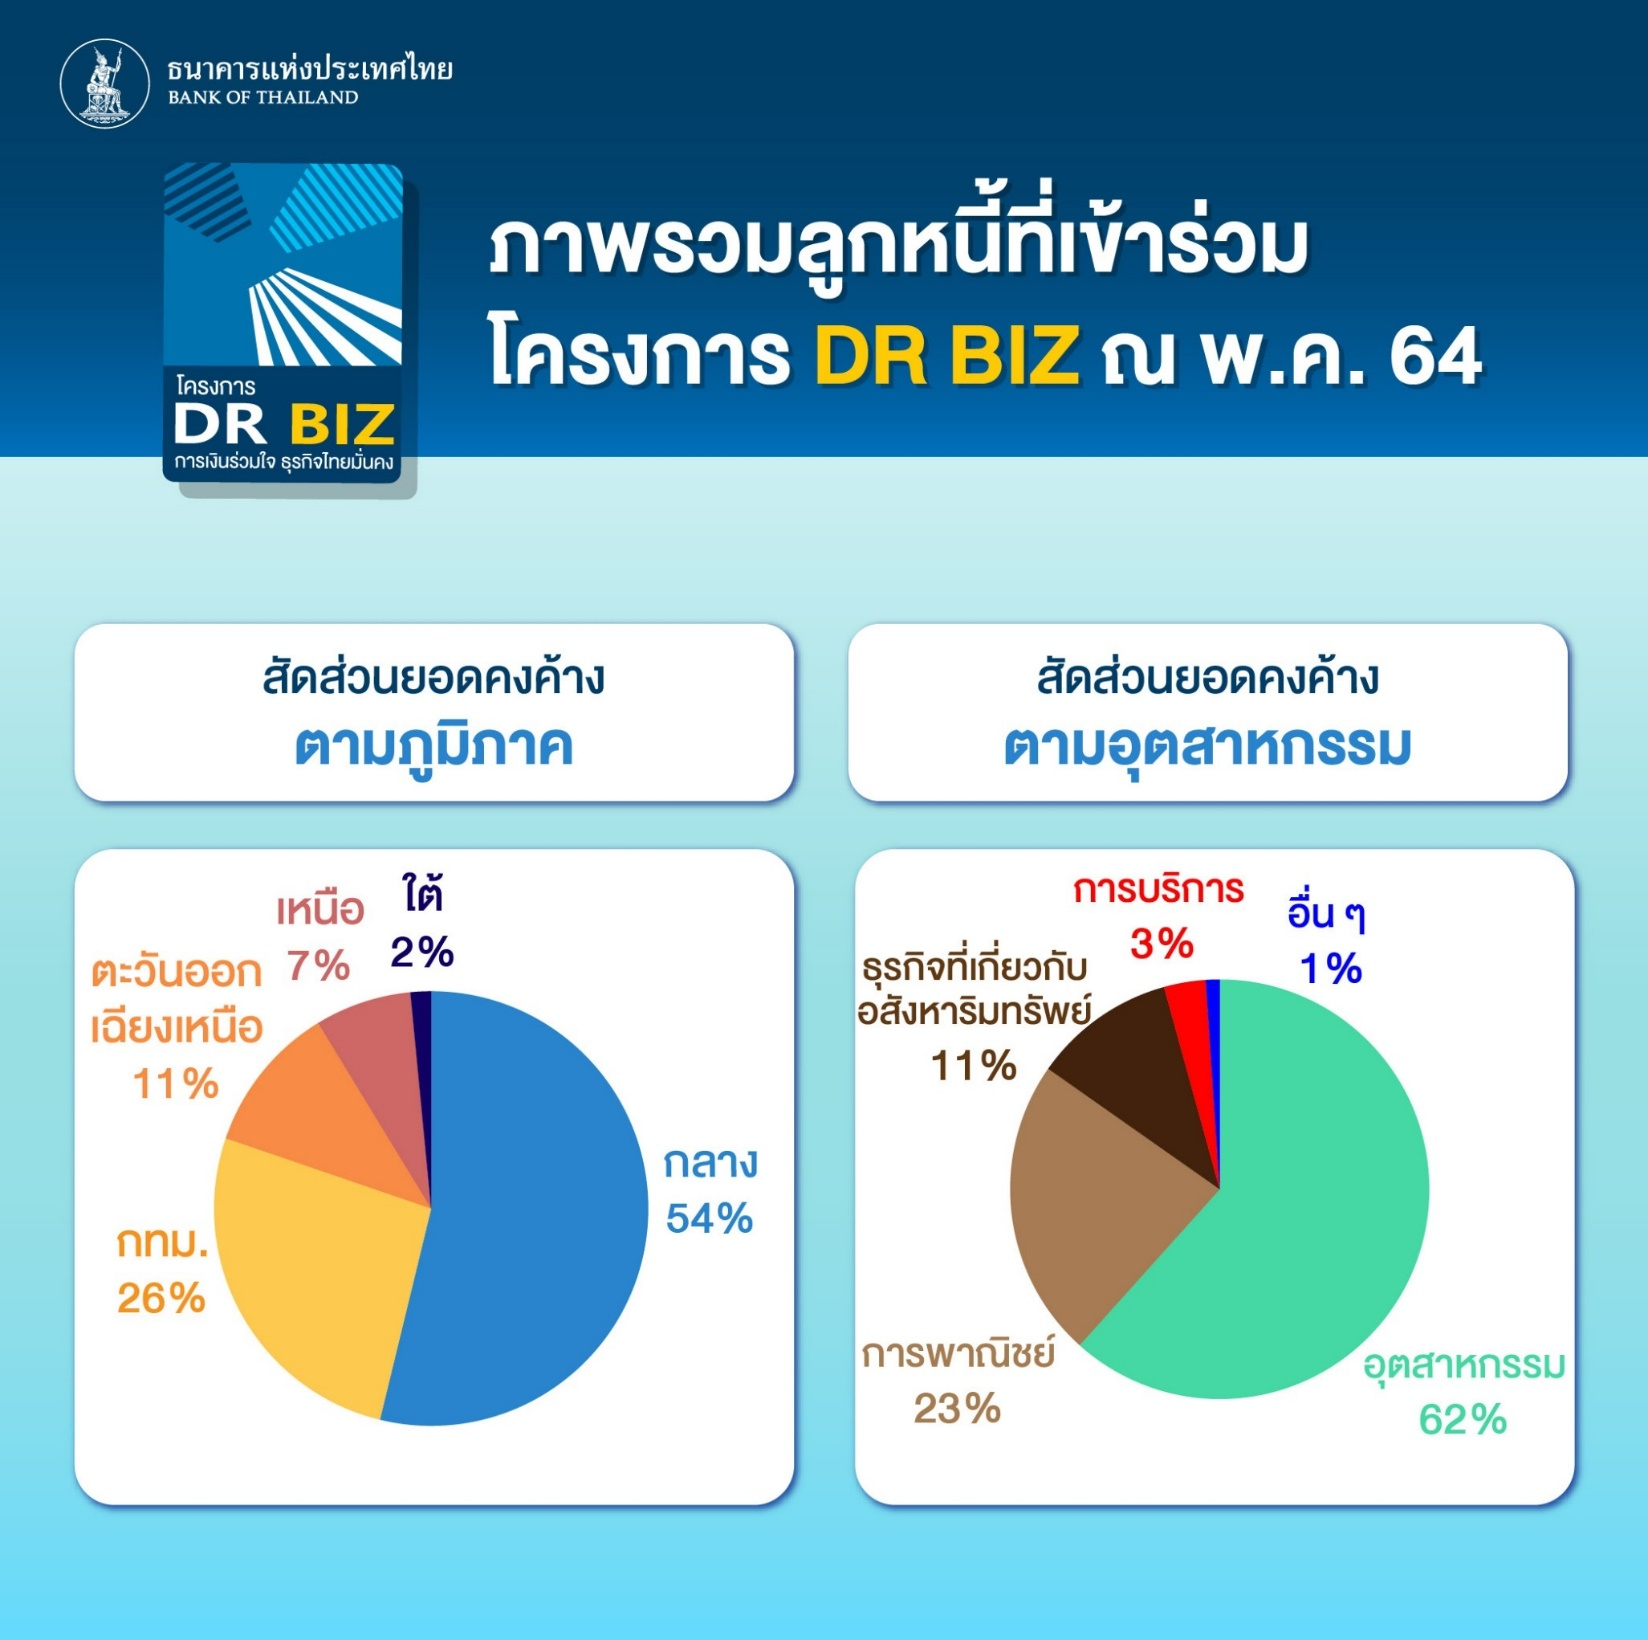 ธนาคารแห่งประเทศไทย
BANK OF THAILAND
โครงการ
DR BIZ
การเงินร่วมใจ ธุรกิจไทยมั่นคง
ภาพรวมลูกหนี้ที่เข้าร่วม
โครงการ DR BIZ ณ พ.ค. 64
สัดส่วนยอดคงค้าง
ตามภูมิภาค
ใต้
2%
เหนือ
7%
ตะวันออก
เฉียงเหนือ
11%
กลาง
54%
กทม.
26%
สัดส่วนยอดคงค้าง
ตามอุตสาหกรรม
การบริการ
3%
อื่น ๆ
1%
ธุรกิจที่เกี่ยวกับ
อสังหาริมทรัพย์
11%
การพาณิชย์
23%
อุตสาหกรรม
62%